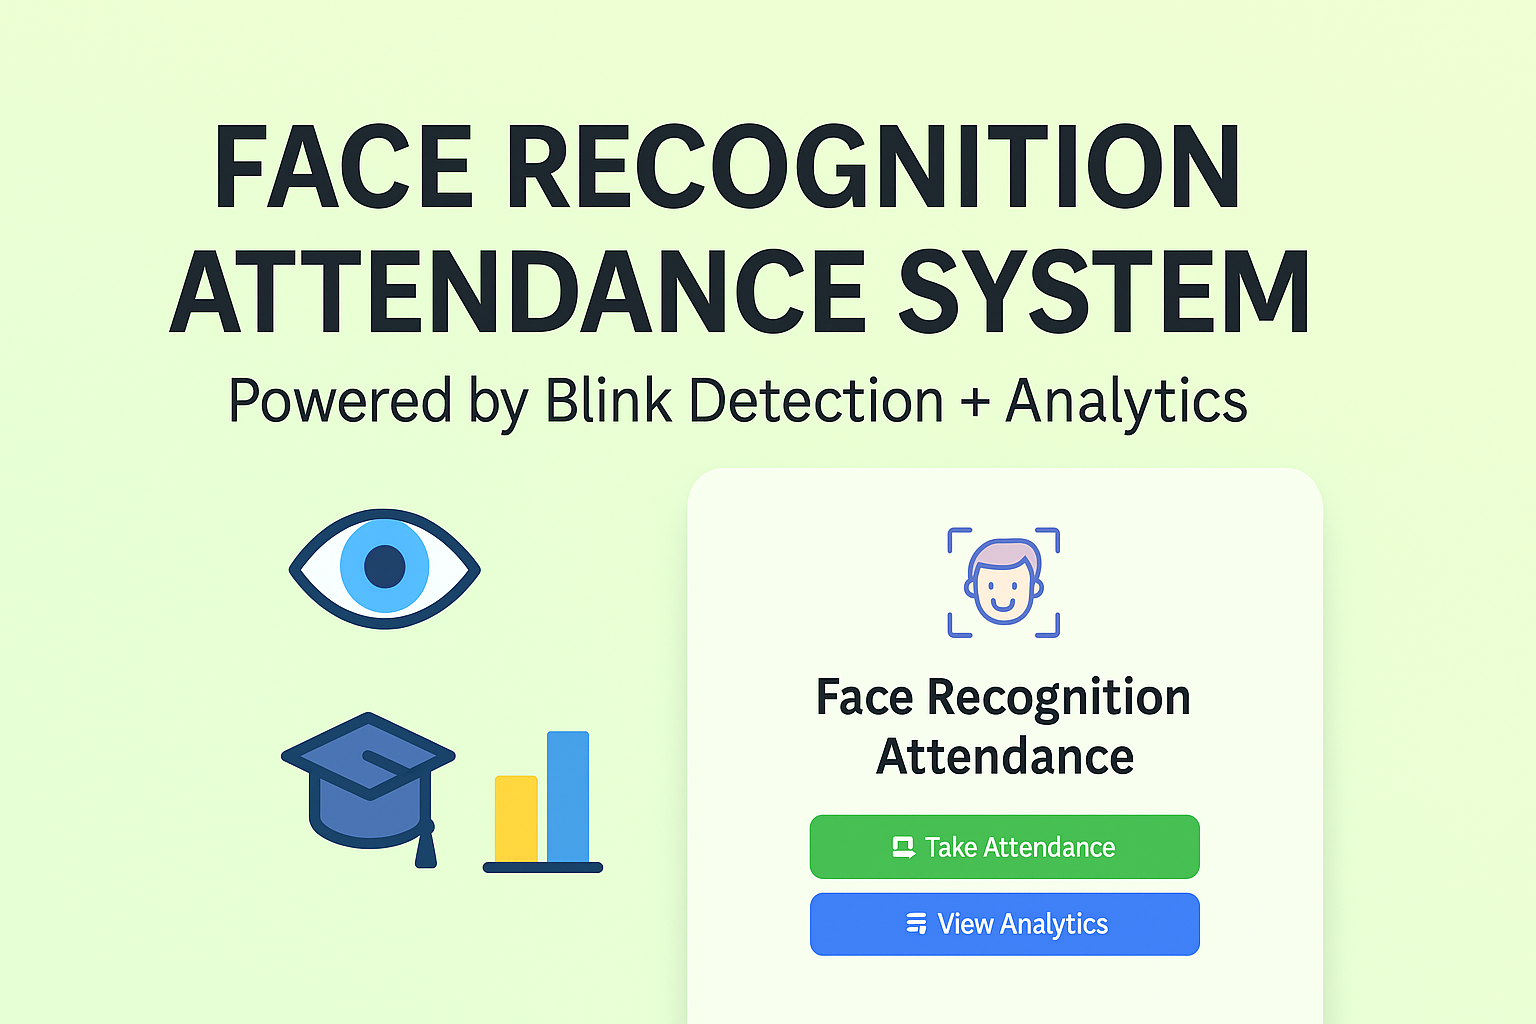 FACE RECOGNITION
ATTENDANCE SYSTEM
Powered by Blink Detection + Analytics
Face Recognition
Attendance
Take Attendance
View Analytics